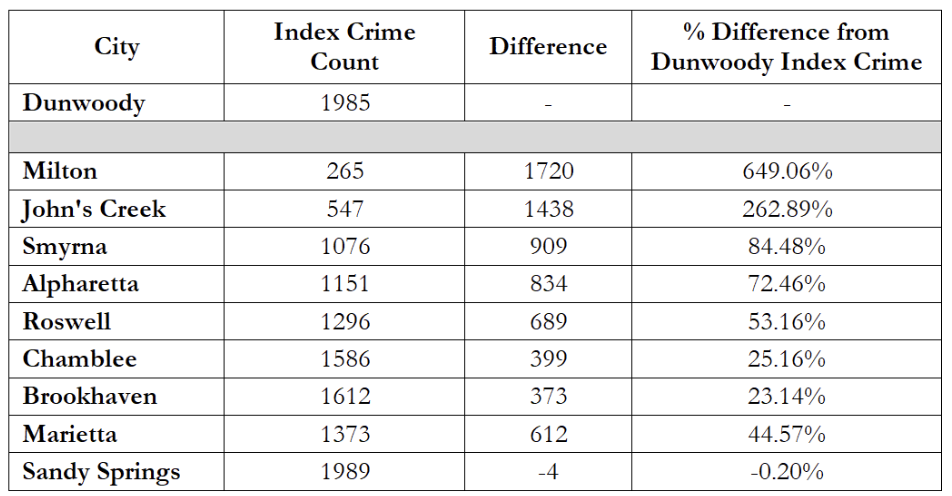 City Index Crime Count Difference % Difference from Dunwoody Index Crime
Dunwoody 1985 - -
Milton 265 1720 649.06%
John's Creek 547 1438 262.89%
Smyrna 1076 909 84.48%
Alpharetta 1151 834 72.46%
Roswell 1296 689 53.16%
Chamblee 1586 399 25.16%
Brookhaven 1612 373 23.14%
Marietta 1373 612 44.57%
Sandy Springs 1989 -4 -0.20%